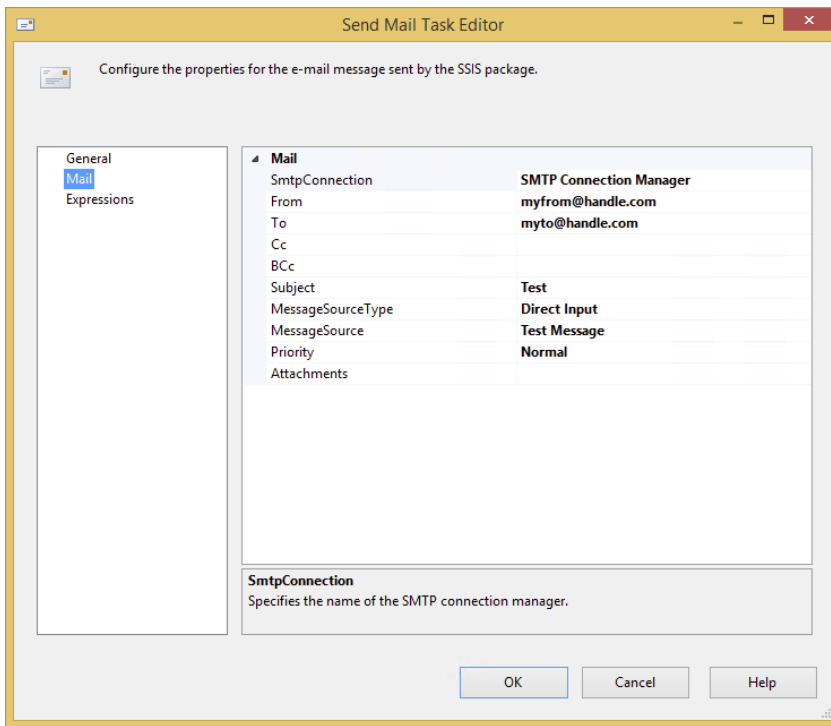 Send Mail Task Editor
Configure the properties for the e-mail message sent by the SSIS package.
General
Mail
Expressions
Mail
SmtpConnection SMTP Connection Manager
From myfrom@handle.com
To myto@handle.com
Cc
BCc
Subject Test
MessageSourceType Direct Input
MessageSource Test Message
Priority Normal
Attachments
SmtpConnection
Specifies the name of the SMTP connection manager.
OK Cancel Help